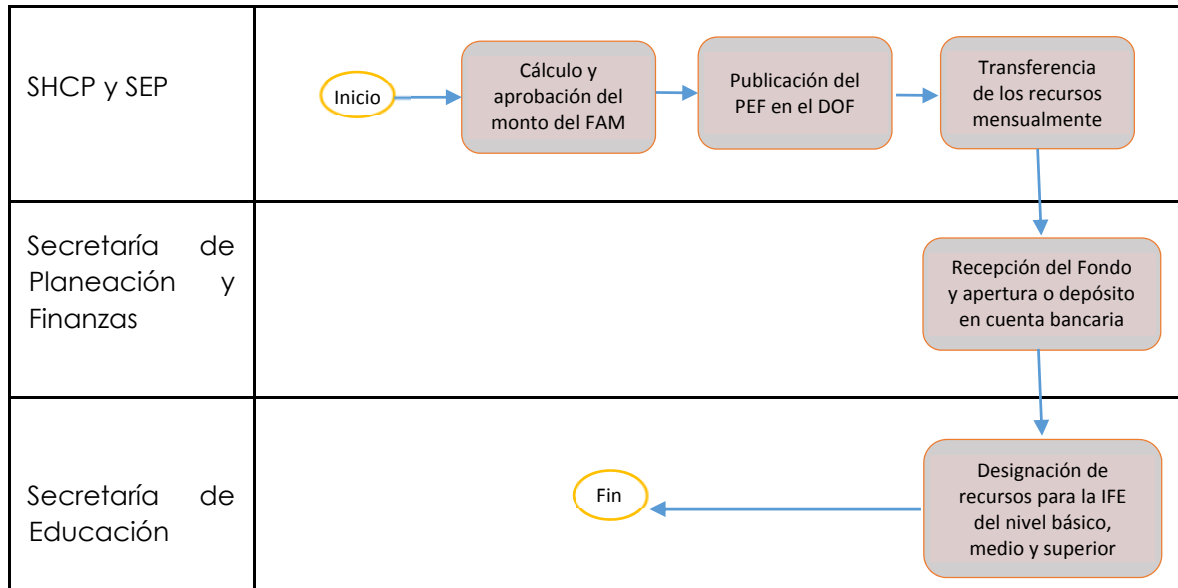 SHCP y SEP
Inicio
Cálculo y
aprobación del
monto del FAM
Publicación del
PEF en el DOF
Transferencia
de los recursos
mensualmente
Secretaría de
Planeación y
Finanzas
Recepción del Fondo
y apertura o depósito
en cuenta bancaria
Secretaría de
Educación
Fin
Designación de
recursos para la IFE
del nivel básico,
medio y superior